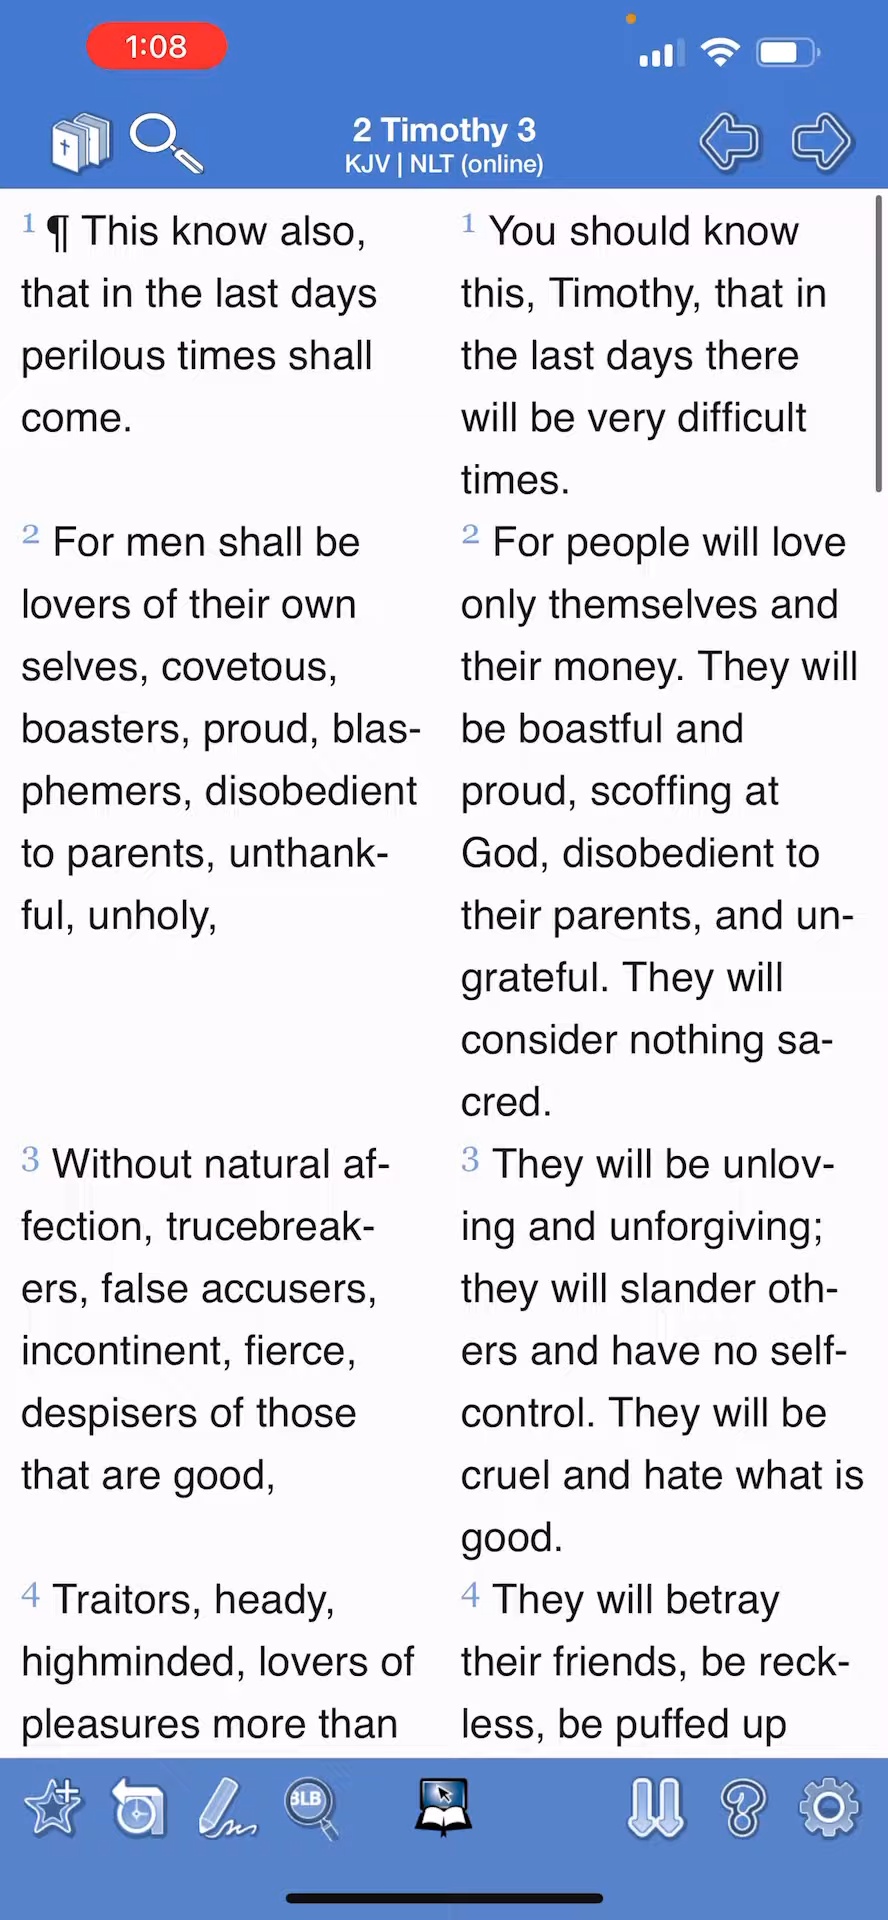 1:08
2 Timothy 3
KJV | NLT (online)
1 ¶ This know also,
that in the last days
perilous times shall
come.
2 For men shall be
lovers of their own
selves, covetous,
boasters, proud, blas-
phemers, disobedient
to parents, unthank-
ful, unholy,
3 Without natural af-
fection, trucebreak-
ers, false accusers,
incontinent, fierce,
despisers of those
that are good,
4 Traitors, heady,
highminded, lovers of
pleasures more than
1 You should know
this, Timothy, that in
the last days there
will be very difficult
times.
2 For people will love
only themselves and
their money. They will
be boastful and
proud, scoffing at
God, disobedient to
their parents, and un-
grateful. They will
consider nothing sa-
cred.
3 They will be unlov-
ing and unforgiving;
they will slander oth-
ers and have no self-
control. They will be
cruel and hate what is
good.
4 They will betray
their friends, be reck-
less, be puffed up
BLB